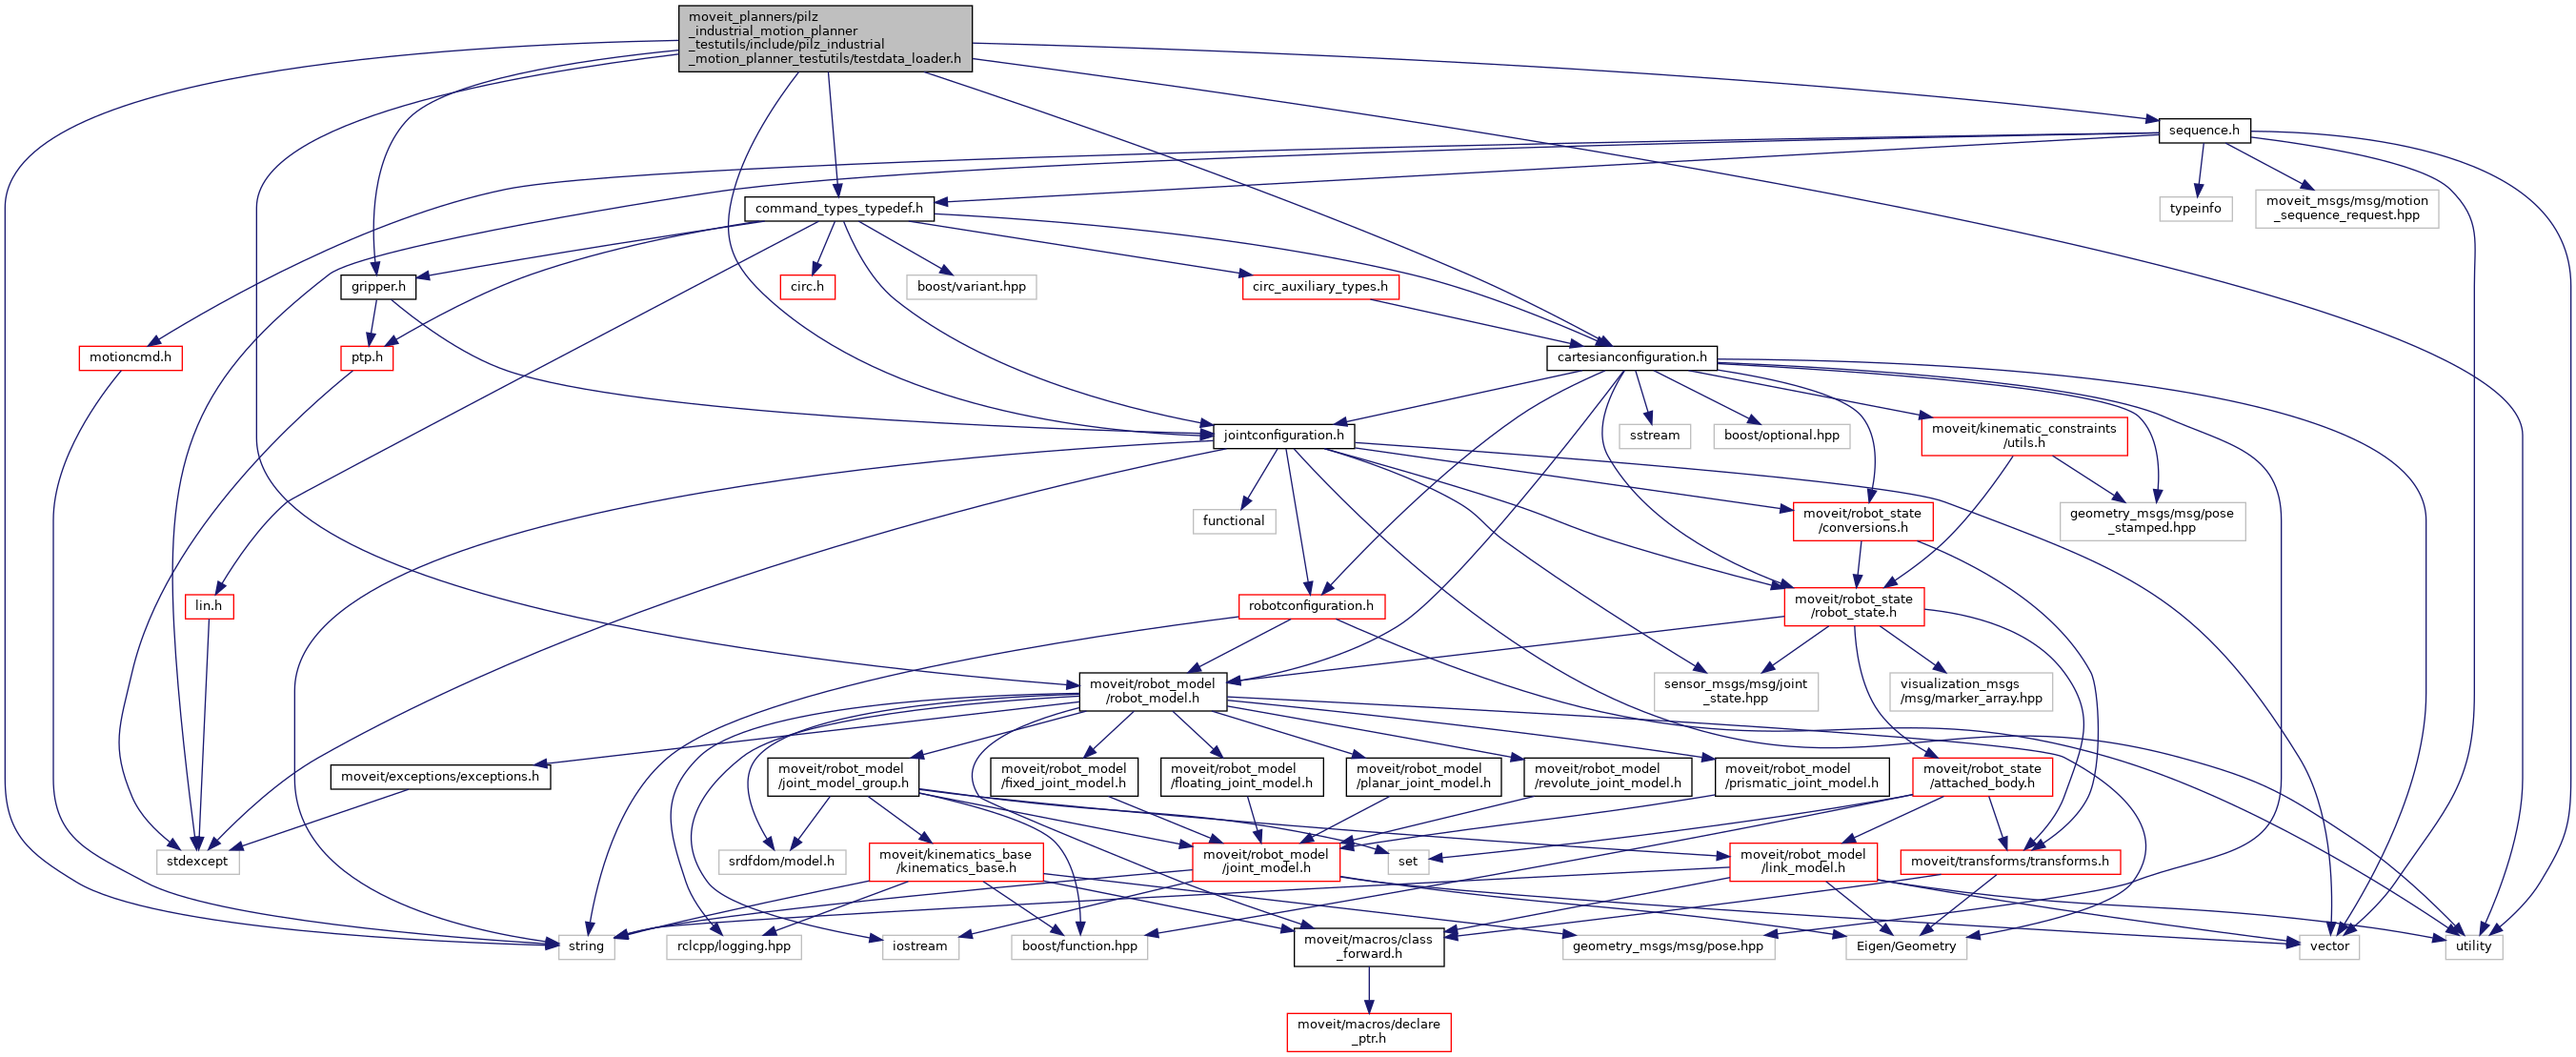 moveit_planners/pilz
_industrial_motion_planner
_testutils/include/pilz_industrial
_motion_planner_testutils/testdata_loader.h
sequence.h
command_types_typedef.h
typeinfo
moveit_msgs/msg/motion
_sequence_request.hpp
gripper.h
circ.h
boost/variant.hpp
circ_auxiliary_types.h
motioncmd.h
ptp.h
cartesianconfiguration.h
jointconfiguration.h
sstream
boost/optional.hpp
moveit/kinematic_constraints
/utils.h
functional
moveit/robot_state
/conversions.h
geometry_msgs/msg/pose
_stamped.hpp
lin.h
robotconfiguration.h
moveit/robot_state
/robot_state.h
moveit/robot_model
/robot_model.h
sensor_msgs/msg/joint
_state.hpp
visualization_msgs
/msg/marker_array.hpp
moveit/exceptions/exceptions.h
moveit/robot_model
/joint_model_group.h
moveit/robot_model
/fixed_joint_model.h
moveit/robot_model
/floating_joint_model.h
moveit/robot_model
/planar_joint_model.h
moveit/robot_model
/revolute_joint_model.h
moveit/robot_model
/prismatic_joint_model.h
moveit/robot_state
/attached_body.h
stdexcept
srdfdom/model.h
moveit/kinematics_base
/kinematics_base.h
moveit/robot_model
/joint_model.h
set
moveit/robot_model
/link_model.h
moveit/transforms/transforms.h
string
rclcpp/logging.hpp
iostream
boost/function.hpp
moveit/macros/class
_forward.h
geometry_msgs/msg/pose.hpp
Eigen/Geometry
vector
utility
moveit/macros/declare
_ptr.h